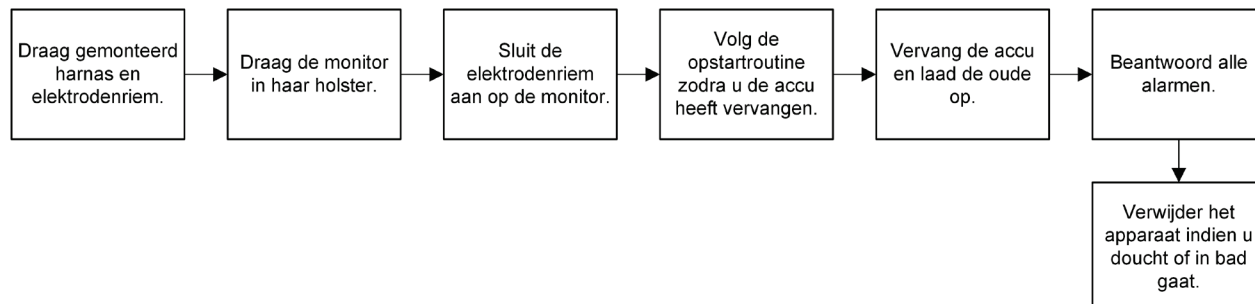 Draag gemonteerd
harnas en
elektrodenriem.
Draag de monitor
in haar holster.
Sluit de
elektrodenriem
aan op de monitor.
Volg de
opstartroutine
zodra u de accu
heeft vervangen.
Vervang de accu
en laad de oude
op.
Beantwoord alle
alarmen.
Verwijder het
apparaat indien u
doucht of in bad
gaat.